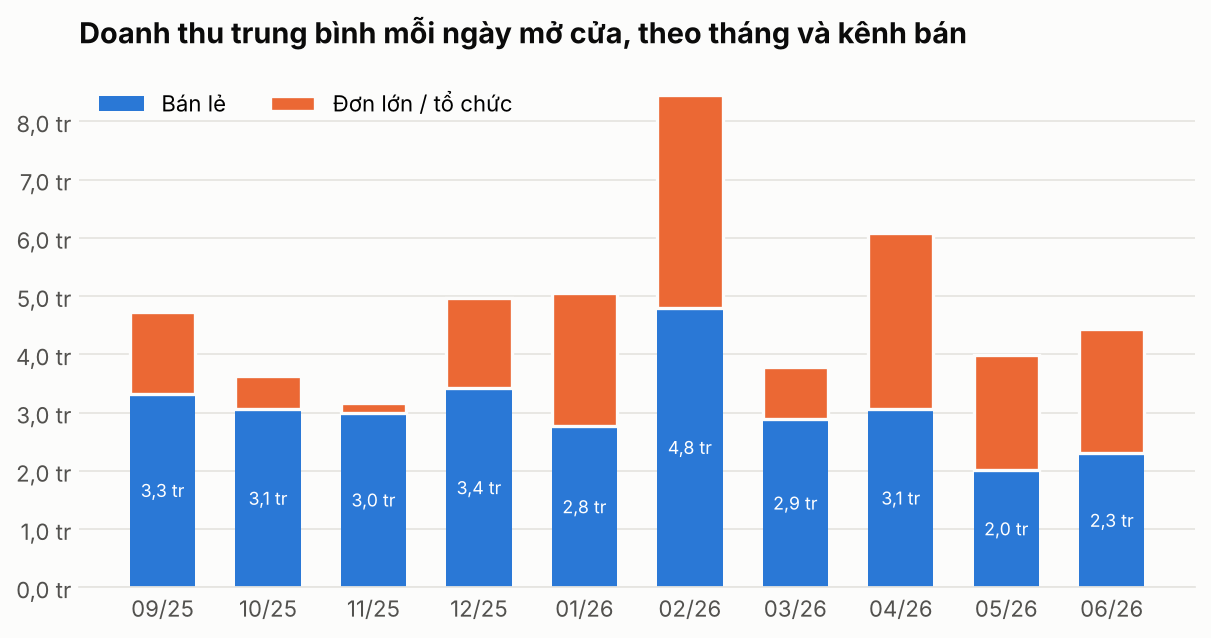 Doanh thu trung bình mỗi ngày mở cửa, theo tháng và kênh bán
Bán lẻ
Đơn lớn / tổ chức
8,0 tr
7,0 tr
6,0 tr
5,0 tr
4,0 tr
3,0 tr
2,0 tr
1,0 tr
0,0 tr
3,3 tr
3,1 tr
3,0 tr
3,4 tr
2,8 tr
4,8 tr
2,9 tr
3,1 tr
2,0 tr
2,3 tr
09/25
10/25
11/25
12/25
01/26
02/26
03/26
04/26
05/26
06/26